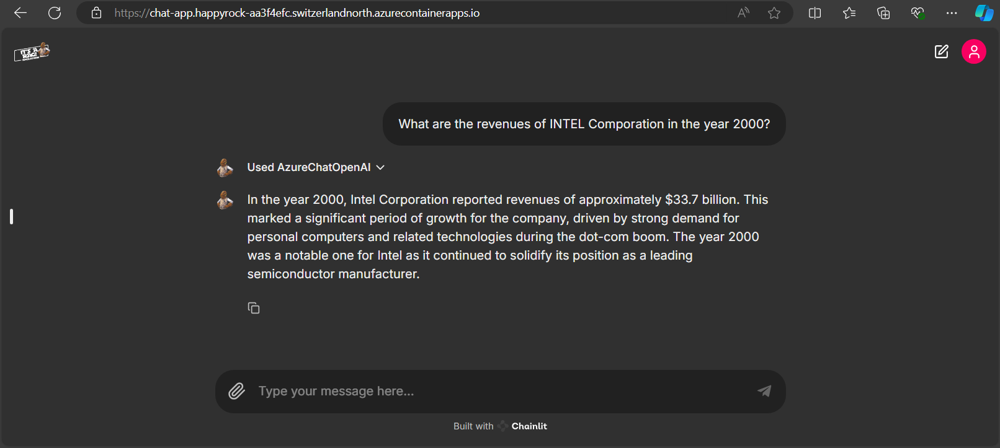 https://chat-app.happyrock-aa3f4efc.switzerlandnorth.azurecontainerapps.io
IT'S A
RAG!
HACKATHON
What are the revenues of INTEL Comporation in the year 2000?
Used AzureChatOpenAI
In the year 2000, Intel Corporation reported revenues of approximately $33.7 billion. This
marked a significant period of growth for the company, driven by strong demand for
personal computers and related technologies during the dot-com boom. The year 2000
was a notable one for Intel as it continued to solidify its position as a leading
semiconductor manufacturer.
Type your message here...
Built with Chainlit